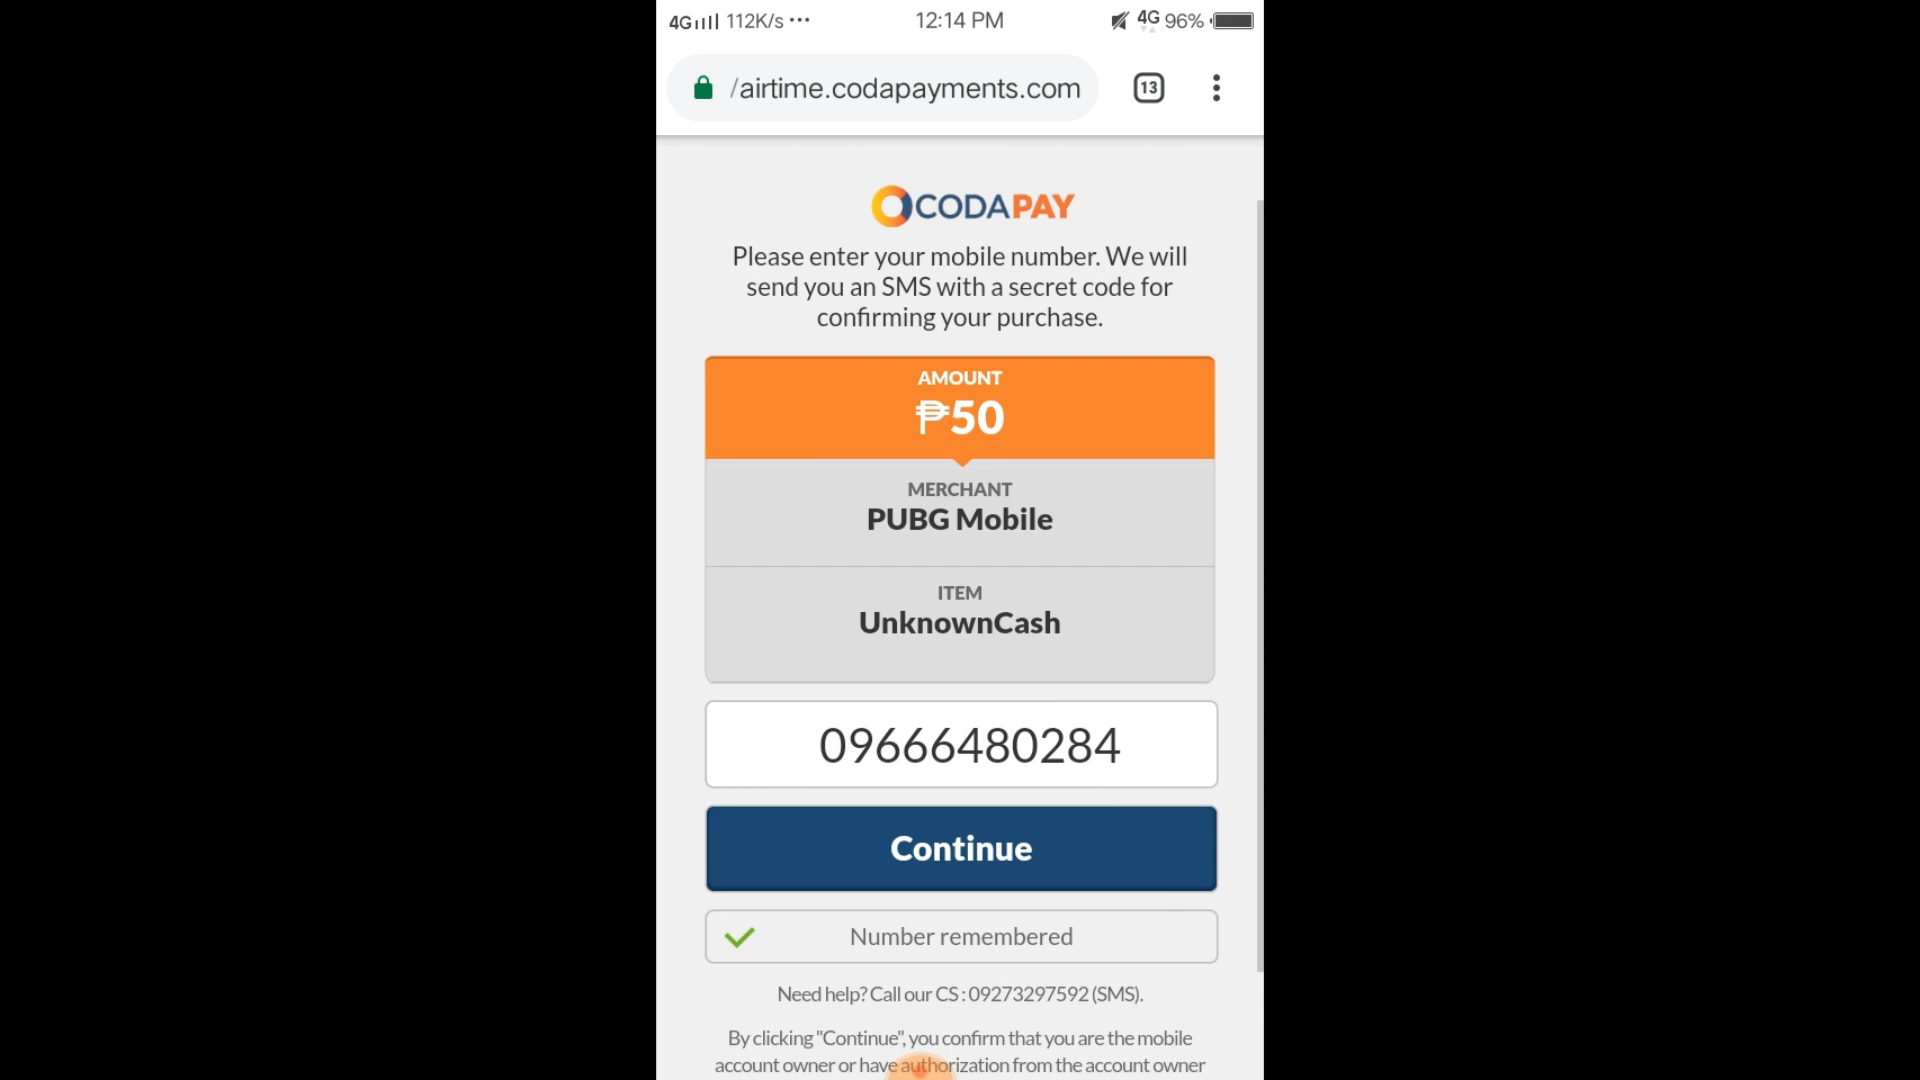 4G 112K/s ••• 12:14 PM 4G 96%
/airtime.codapayments.com 13
CODAPAY
Please enter your mobile number. We will
send you an SMS with a secret code for
confirming your purchase.
AMOUNT
₱50
MERCHANT
PUBG Mobile
ITEM
UnknownCash
09666480284
Continue
Number remembered
Need help? Call our CS : 09273297592 (SMS).
By clicking "Continue", you confirm that you are the mobile
account owner or have authorization from the account owner